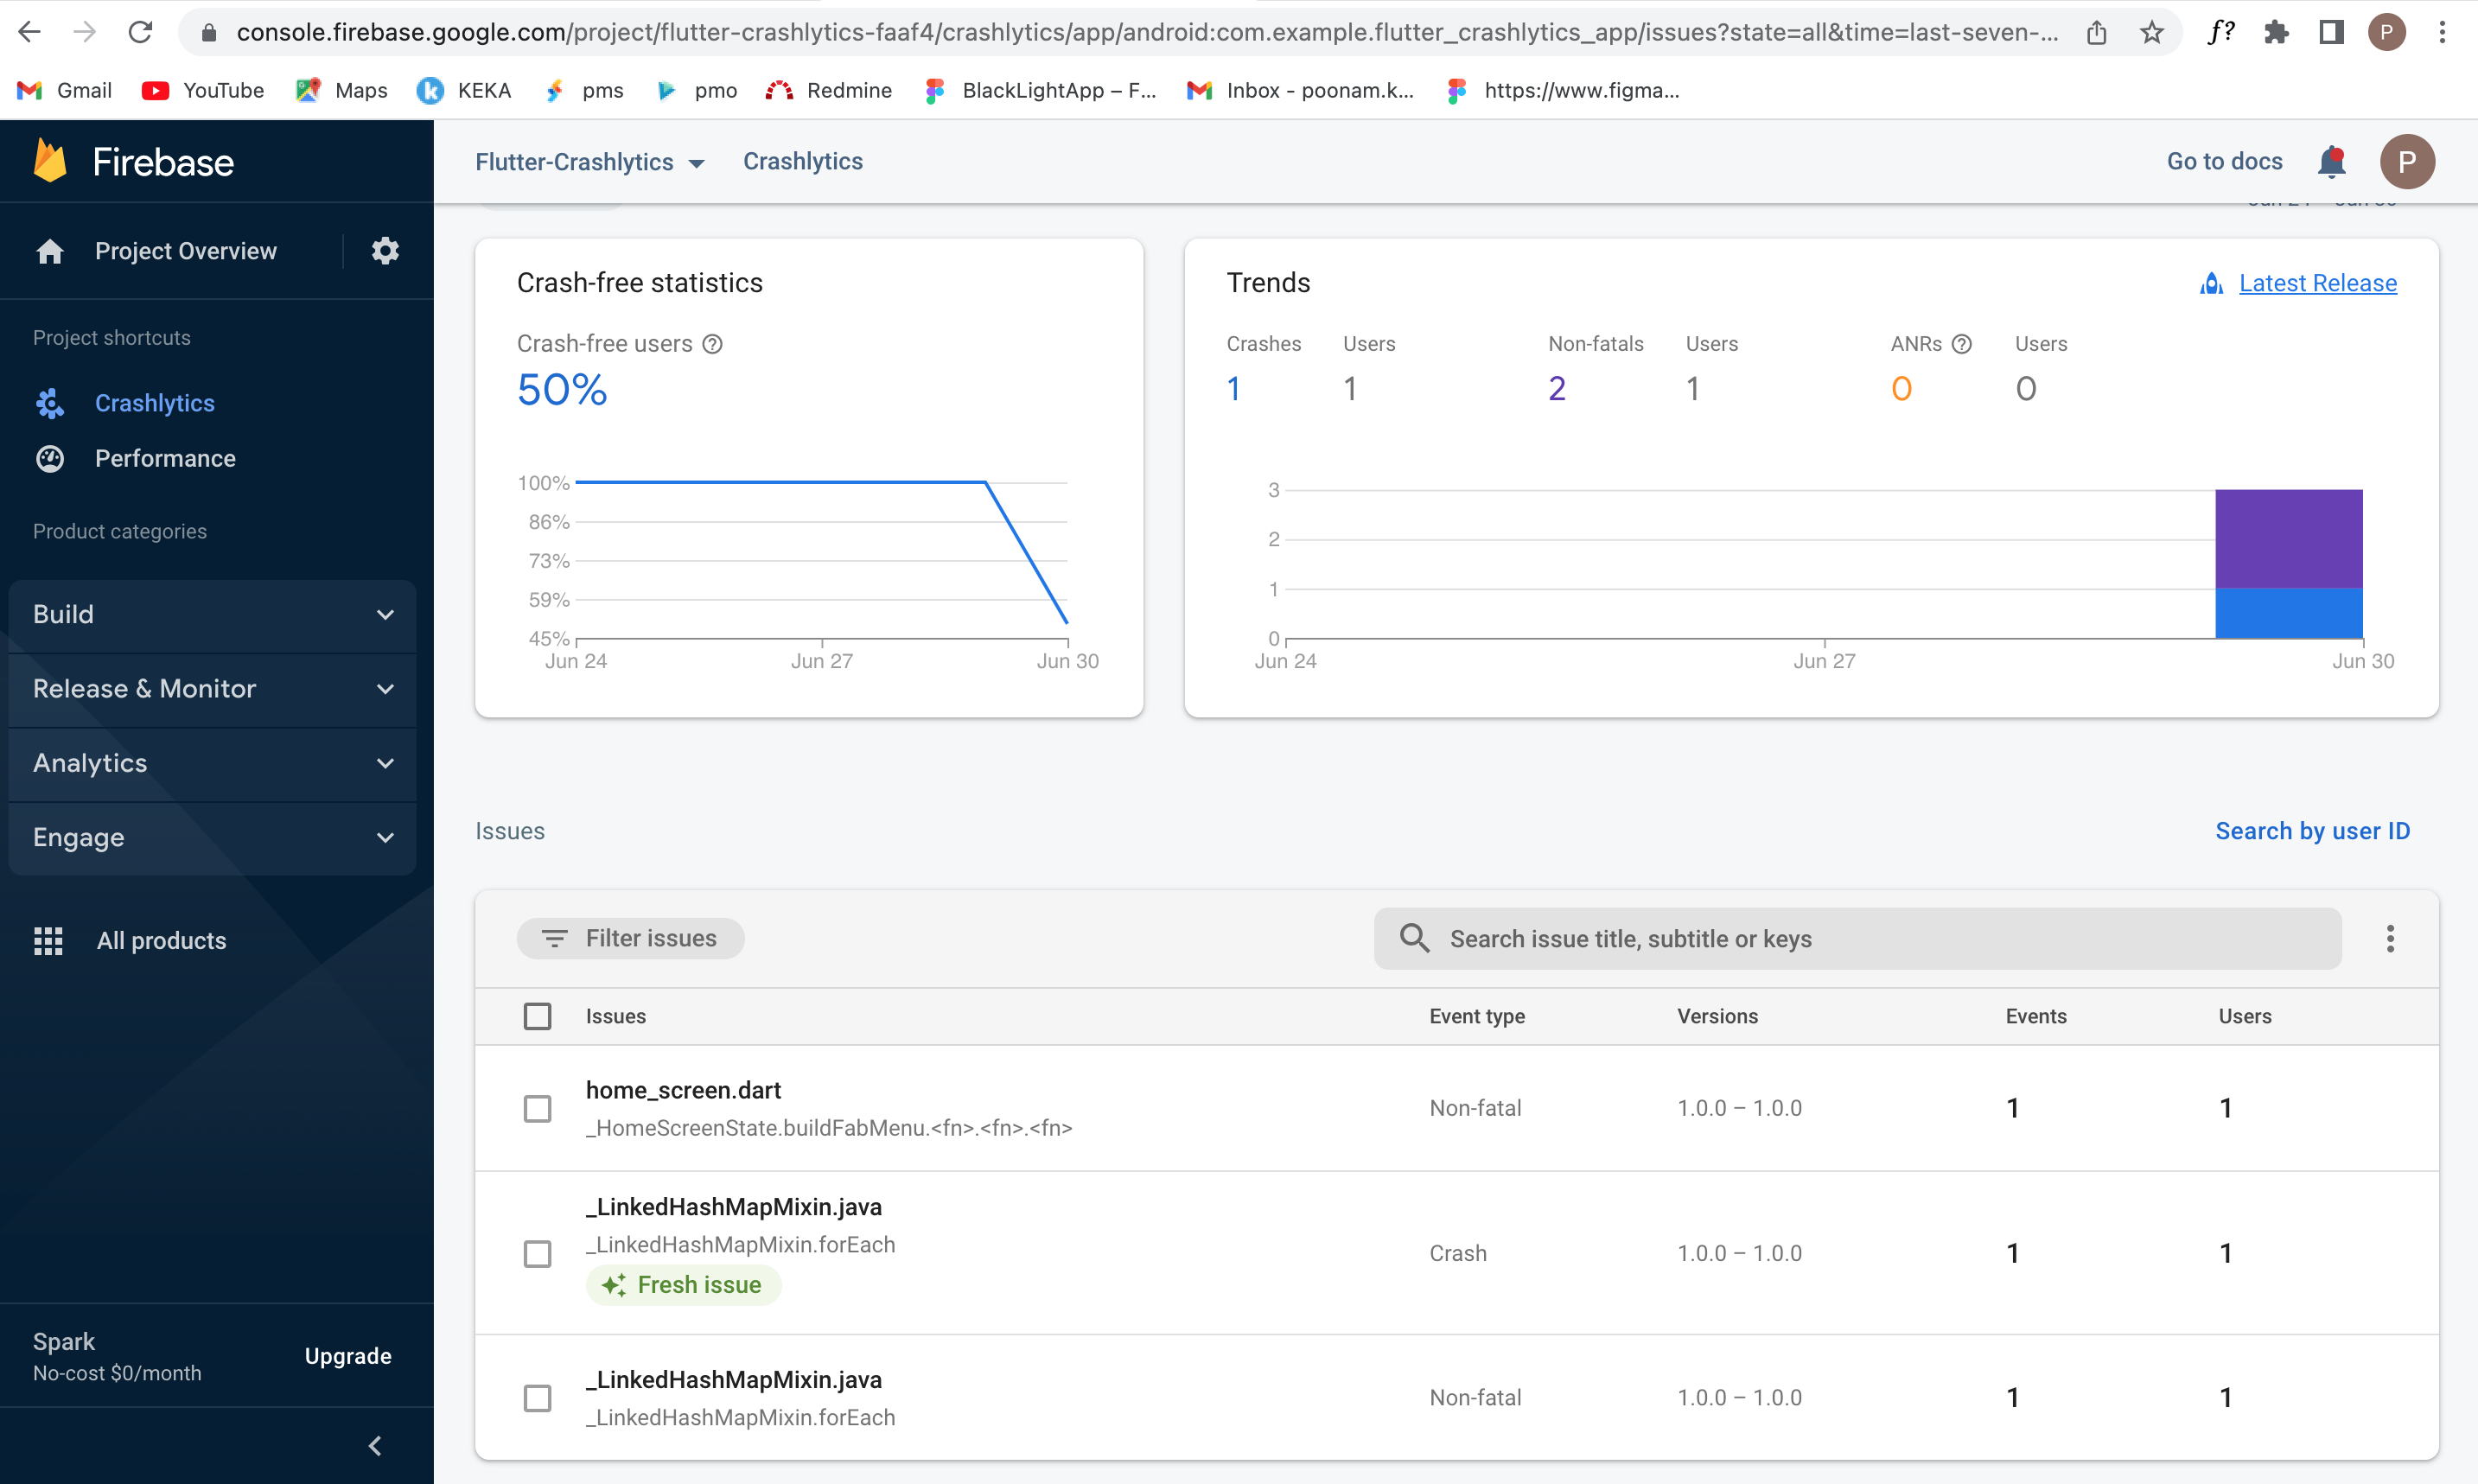 console.firebase.google.com/project/flutter-crashlytics-faaf4/crashlytics/app/android:com.example.flutter_crashlytics_app/issues?state=all&time=last-seven-...
f?
P
Gmail
YouTube
Maps
KEKA
pms
pmo
Redmine
BlackLightApp – F...
Inbox - poonam.k...
https://www.figma...
Firebase
Flutter-Crashlytics
Crashlytics
Go to docs
P
Project Overview
Project shortcuts
Crashlytics
Performance
Product categories
Build
Release & Monitor
Analytics
Engage
All products
Spark
No-cost $0/month
Upgrade
Crash-free statistics
Crash-free users
50%
100%
86%
73%
59%
45%
Jun 24
Jun 27
Jun 30
Trends
Latest Release
Crashes
Users
Non-fatals
Users
ANRs
Users
1
1
2
1
0
0
3
2
1
0
Jun 24
Jun 27
Jun 30
Issues
Search by user ID
Filter issues
Search issue title, subtitle or keys
Issues
Event type
Versions
Events
Users
home_screen.dart
_HomeScreenState.buildFabMenu.<fn>.<fn>.<fn>
Non-fatal
1.0.0 – 1.0.0
1
1
_LinkedHashMapMixin.java
_LinkedHashMapMixin.forEach
Fresh issue
Crash
1.0.0 – 1.0.0
1
1
_LinkedHashMapMixin.java
_LinkedHashMapMixin.forEach
Non-fatal
1.0.0 – 1.0.0
1
1